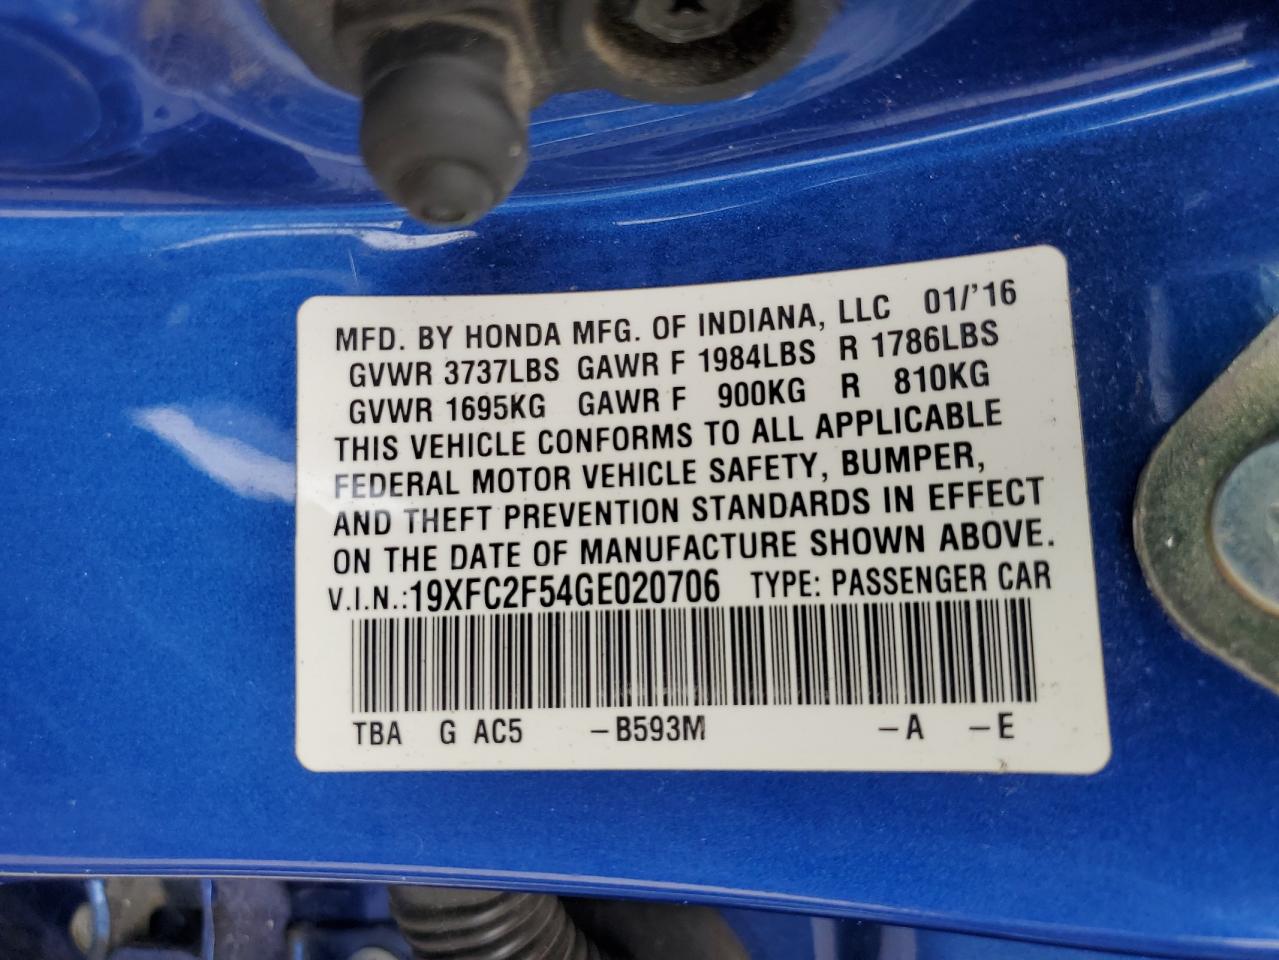 MFD. BY HONDA MFG. OF INDIANA, LLC 01/'16
GVWR 3737LBS GAWR F 1984LBS R 1786LBS
GVWR 1695KG GAWR F 900KG R 810KG
THIS VEHICLE CONFORMS TO ALL APPLICABLE
FEDERAL MOTOR VEHICLE SAFETY, BUMPER,
AND THEFT PREVENTION STANDARDS IN EFFECT
ON THE DATE OF MANUFACTURE SHOWN ABOVE.
V.I.N.:19XFC2F54GE020706 TYPE: PASSENGER CAR
TBA G AC5 –B593M –A –E